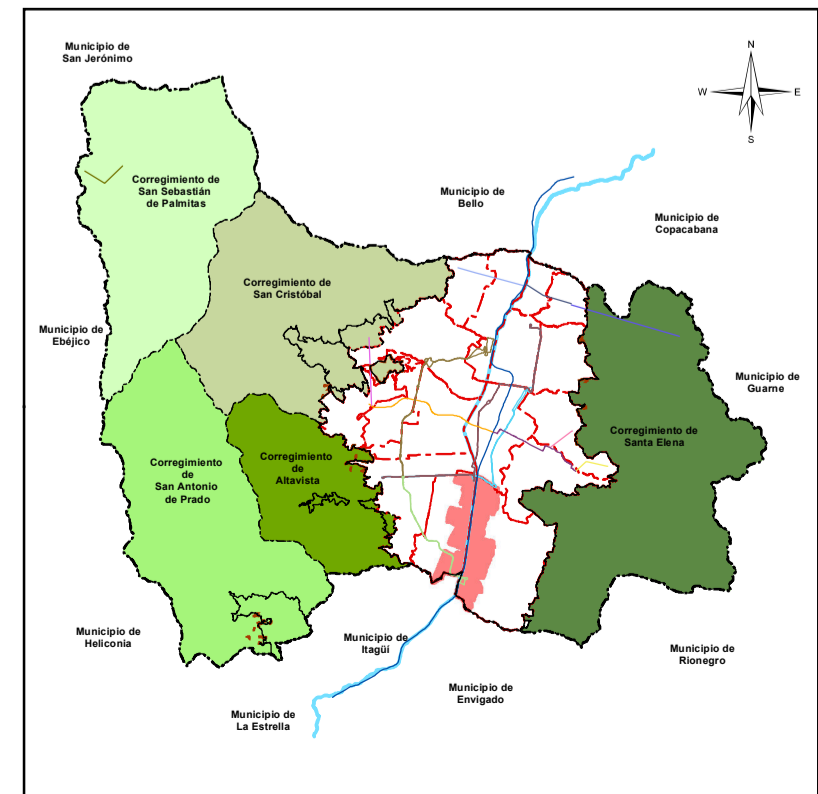 Municipio de
San Jerónimo
N
W
E
S
Corregimiento de
San Sebastián
de Palmitas
Municipio de
Bello
Municipio de
Copacabana
Corregimiento de
San Cristóbal
Municipio de
Ebéjico
Municipio de
Guarne
Corregimiento de
Santa Elena
Corregimiento
de
Altavista
Corregimiento
de
San Antonio
de Prado
Municipio de
Heliconia
Municipio de
Itagüí
Municipio de
Rionegro
Municipio de
Envigado
Municipio de
La Estrella